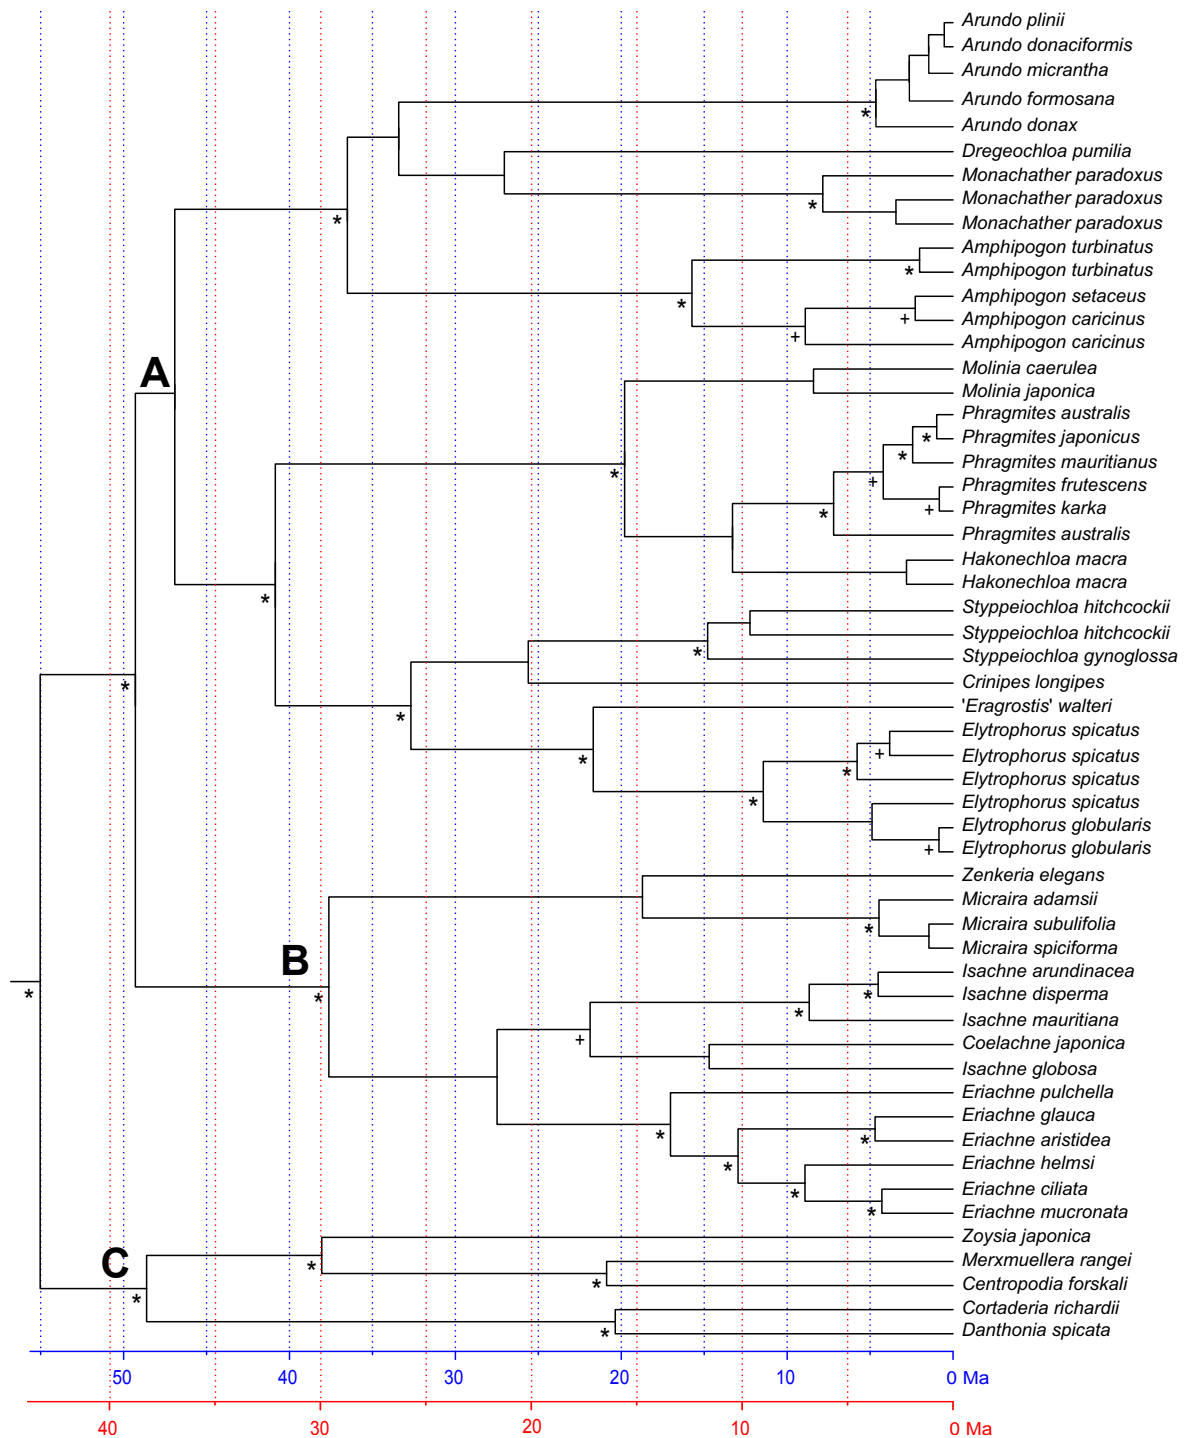 Arundo plinii
Arundo donaciformis
Arundo micrantha
Arundo formosana
*
Arundo donax
Dregeochloa pumilia
Monachather paradoxus
*
Monachather paradoxus
*
Monachather paradoxus
Amphipogon turbinatus
*
Amphipogon turbinatus
Amphipogon setaceus
*
+
Amphipogon caricinus
+
Amphipogon caricinus
A
Molinia caerulea
Molinia japonica
Phragmites australis
*
Phragmites japonicus
*
Phragmites mauritianus
*
+
Phragmites frutescens
+
Phragmites karka
*
Phragmites australis
Hakonechloa macra
Hakonechloa macra
*
Styppeiochloa hitchcockii
Styppeiochloa hitchcockii
*
Styppeiochloa gynoglossa
*
Crinipes longipes
'Eragrostis' walteri
*
Elytrophorus spicatus
+
Elytrophorus spicatus
*
*
Elytrophorus spicatus
*
Elytrophorus spicatus
Elytrophorus globularis
+
Elytrophorus globularis
Zenkeria elegans
Micraira adamsii
*
Micraira subulifolia
Micraira spiciforma
B
Isachne arundinacea
*
*
*
Isachne disperma
*
Isachne mauritiana
+
Coelachne japonica
Isachne globosa
Eriachne pulchella
Eriachne glauca
*
*
Eriachne aristidea
*
Eriachne helmsi
*
Eriachne ciliata
*
Eriachne mucronata
Zoysia japonica
C
*
Merxmuellera rangei
*
Centropodia forskali
*
Cortaderia richardii
*
Danthonia spicata
50 40 30 20 10 0 Ma
40 30 20 10 0 Ma